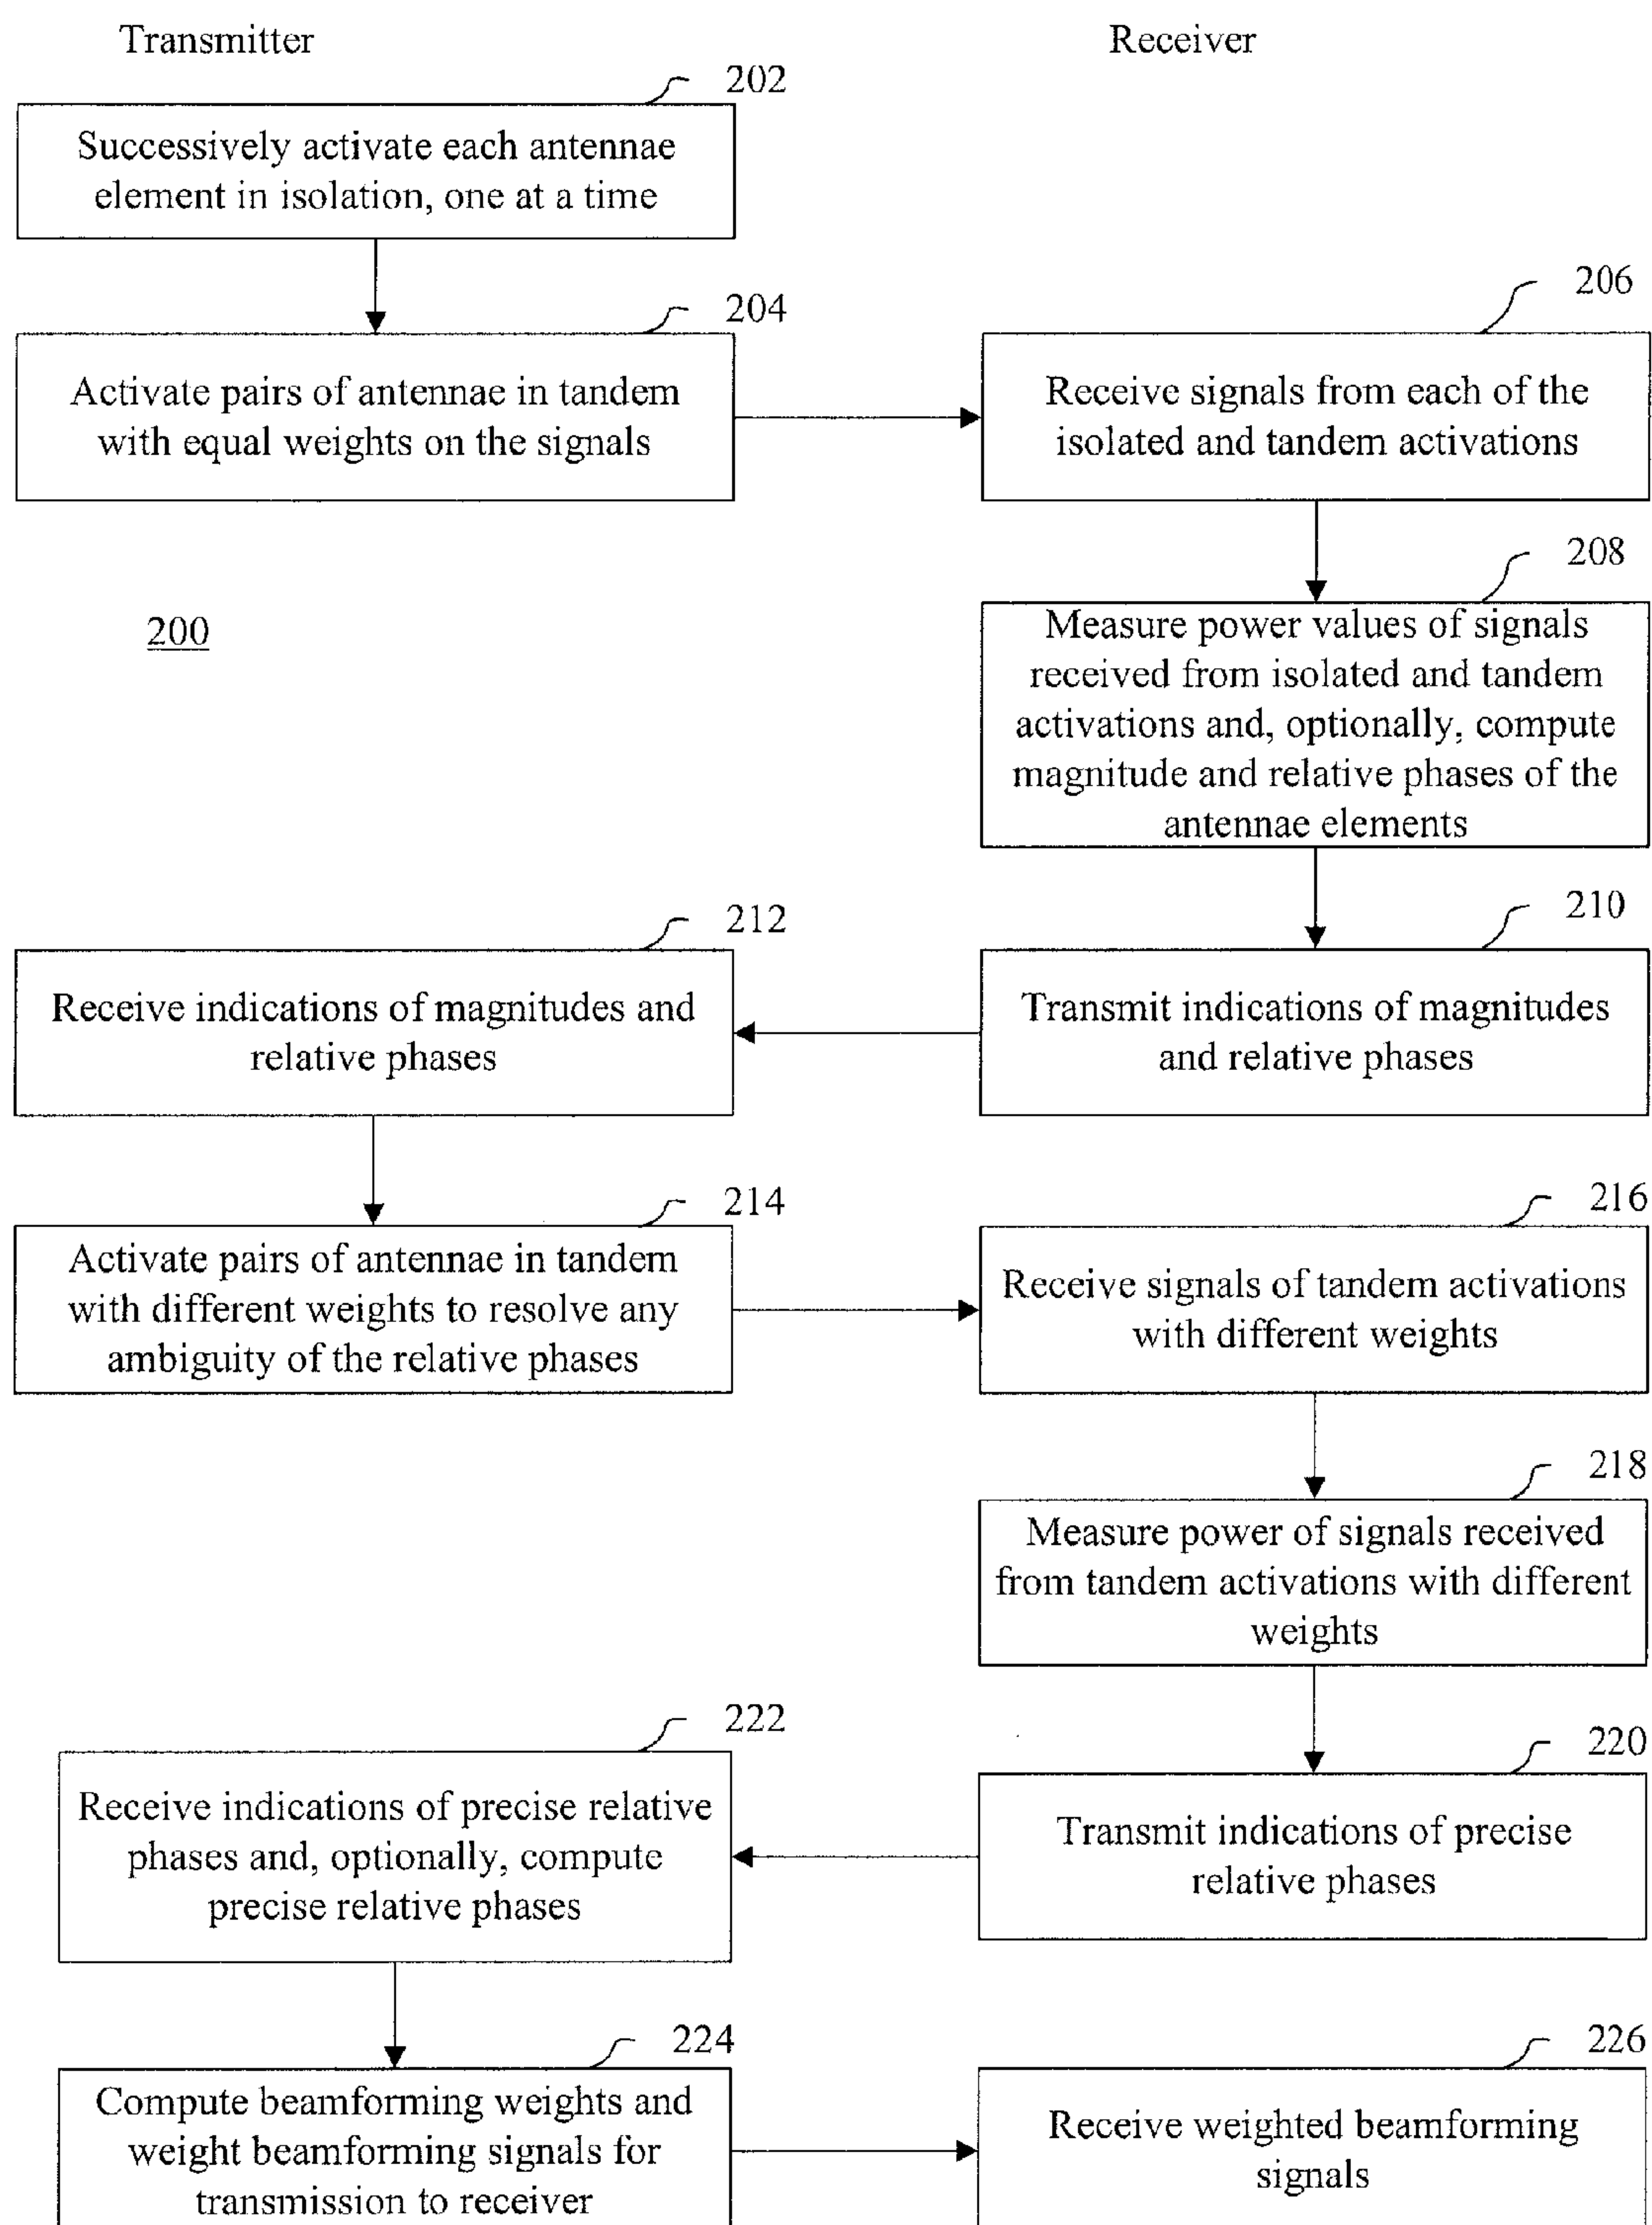 Transmitter
Receiver
202
Successively activate each antennae
element in isolation, one at a time
204
Activate pairs of antennae in tandem
with equal weights on the signals
206
Receive signals from each of the
isolated and tandem activations
208
Measure power values of signals
received from isolated and tandem
activations and, optionally, compute
magnitude and relative phases of the
antennae elements
200
210
Transmit indications of magnitudes
and relative phases
212
Receive indications of magnitudes and
relative phases
214
Activate pairs of antennae in tandem
with different weights to resolve any
ambiguity of the relative phases
216
Receive signals of tandem activations
with different weights
218
Measure power of signals received
from tandem activations with different
weights
220
Transmit indications of precise
relative phases
222
Receive indications of precise relative
phases and, optionally, compute
precise relative phases
224
Compute beamforming weights and
weight beamforming signals for
transmission to receiver
226
Receive weighted beamforming
signals